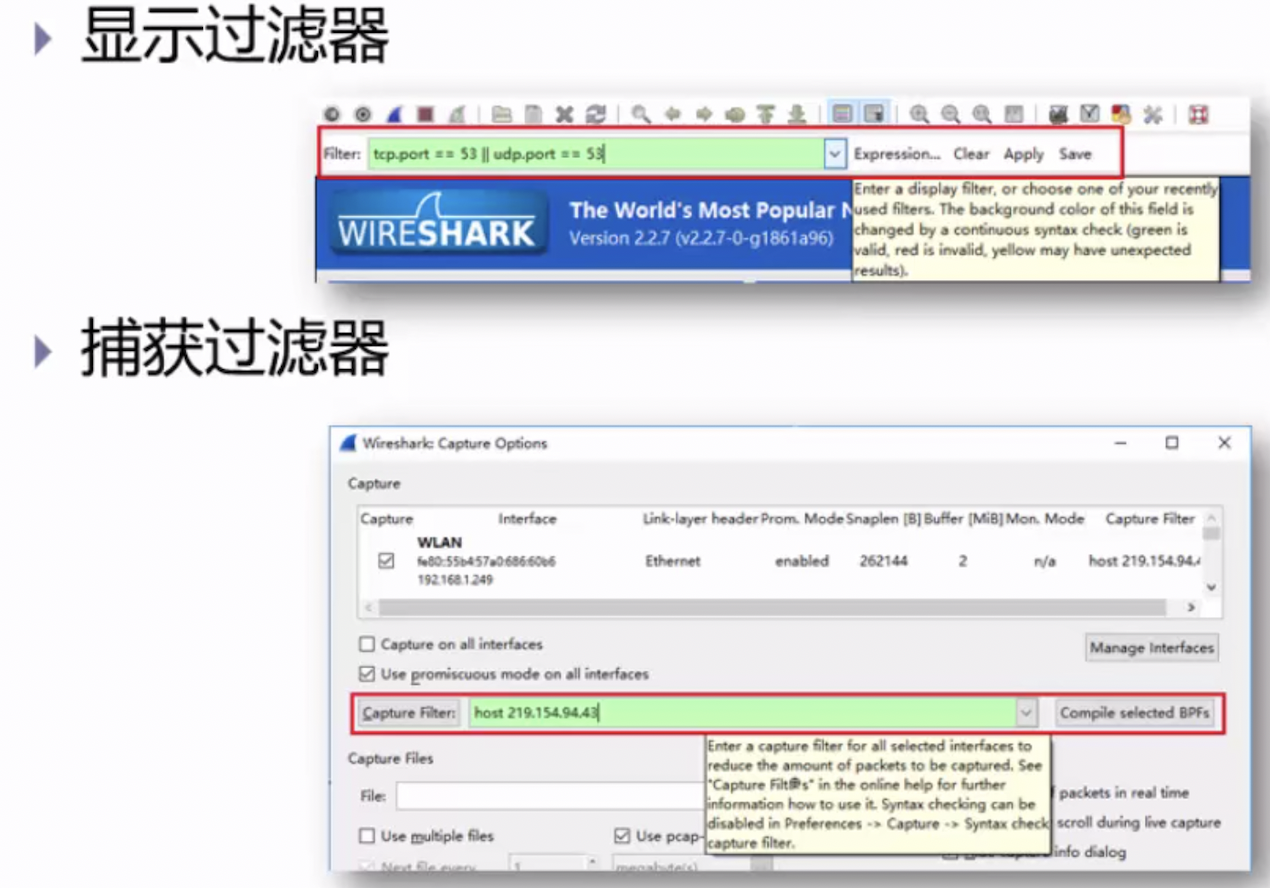 显示过滤器
Filter: tcp.port == 53 || udp.port == 53 Expression... Clear Apply Save
WIRESHARK
The World's Most Popular N
Version 2.2.7 (v2.2.7-0-g1861a96)
Enter a display filter, or choose one of your recently
used filters. The background color of this field is
changed by a continuous syntax check (green is
valid, red is invalid, yellow may have unexpected
results).
捕获过滤器
Wireshark: Capture Options
Capture
Capture Interface Link-layer header Prom. Mode Snaplen [B] Buffer [MiB] Mon. Mode Capture Filter
WLAN
fe80:55b4:57a0:686:60b6 Ethernet enabled 262144 2 n/a host 219.154.94.4
192.168.1.249
Capture on all interfaces
Manage Interfaces
Use promiscuous mode on all interfaces
Capture Filter: host 219.154.94.43 Compile selected BPFs
Enter a capture filter for all selected interfaces to
reduce the amount of packets to be captured. See
"Capture Filt s" in the online help for further
information how to use it. Syntax checking can be
disabled in Preferences -> Capture -> Syntax check
capture filter.
Capture Files
File:
f packets in real time
Use multiple files
Use pcap-
scroll during live capture
Next file every 1 megabyte(s)
info dialog